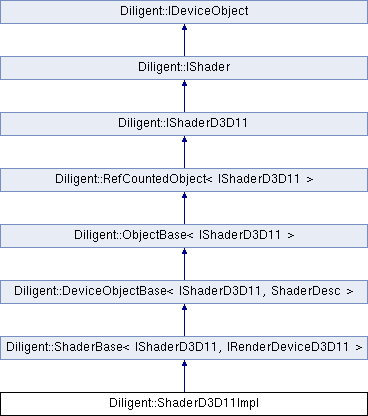 Diligent::IDeviceObject
Diligent::IShader
Diligent::IShaderD3D11
Diligent::RefCountedObject< IShaderD3D11 >
Diligent::ObjectBase< IShaderD3D11 >
Diligent::DeviceObjectBase< IShaderD3D11, ShaderDesc >
Diligent::ShaderBase< IShaderD3D11, IRenderDeviceD3D11 >
Diligent::ShaderD3D11Impl